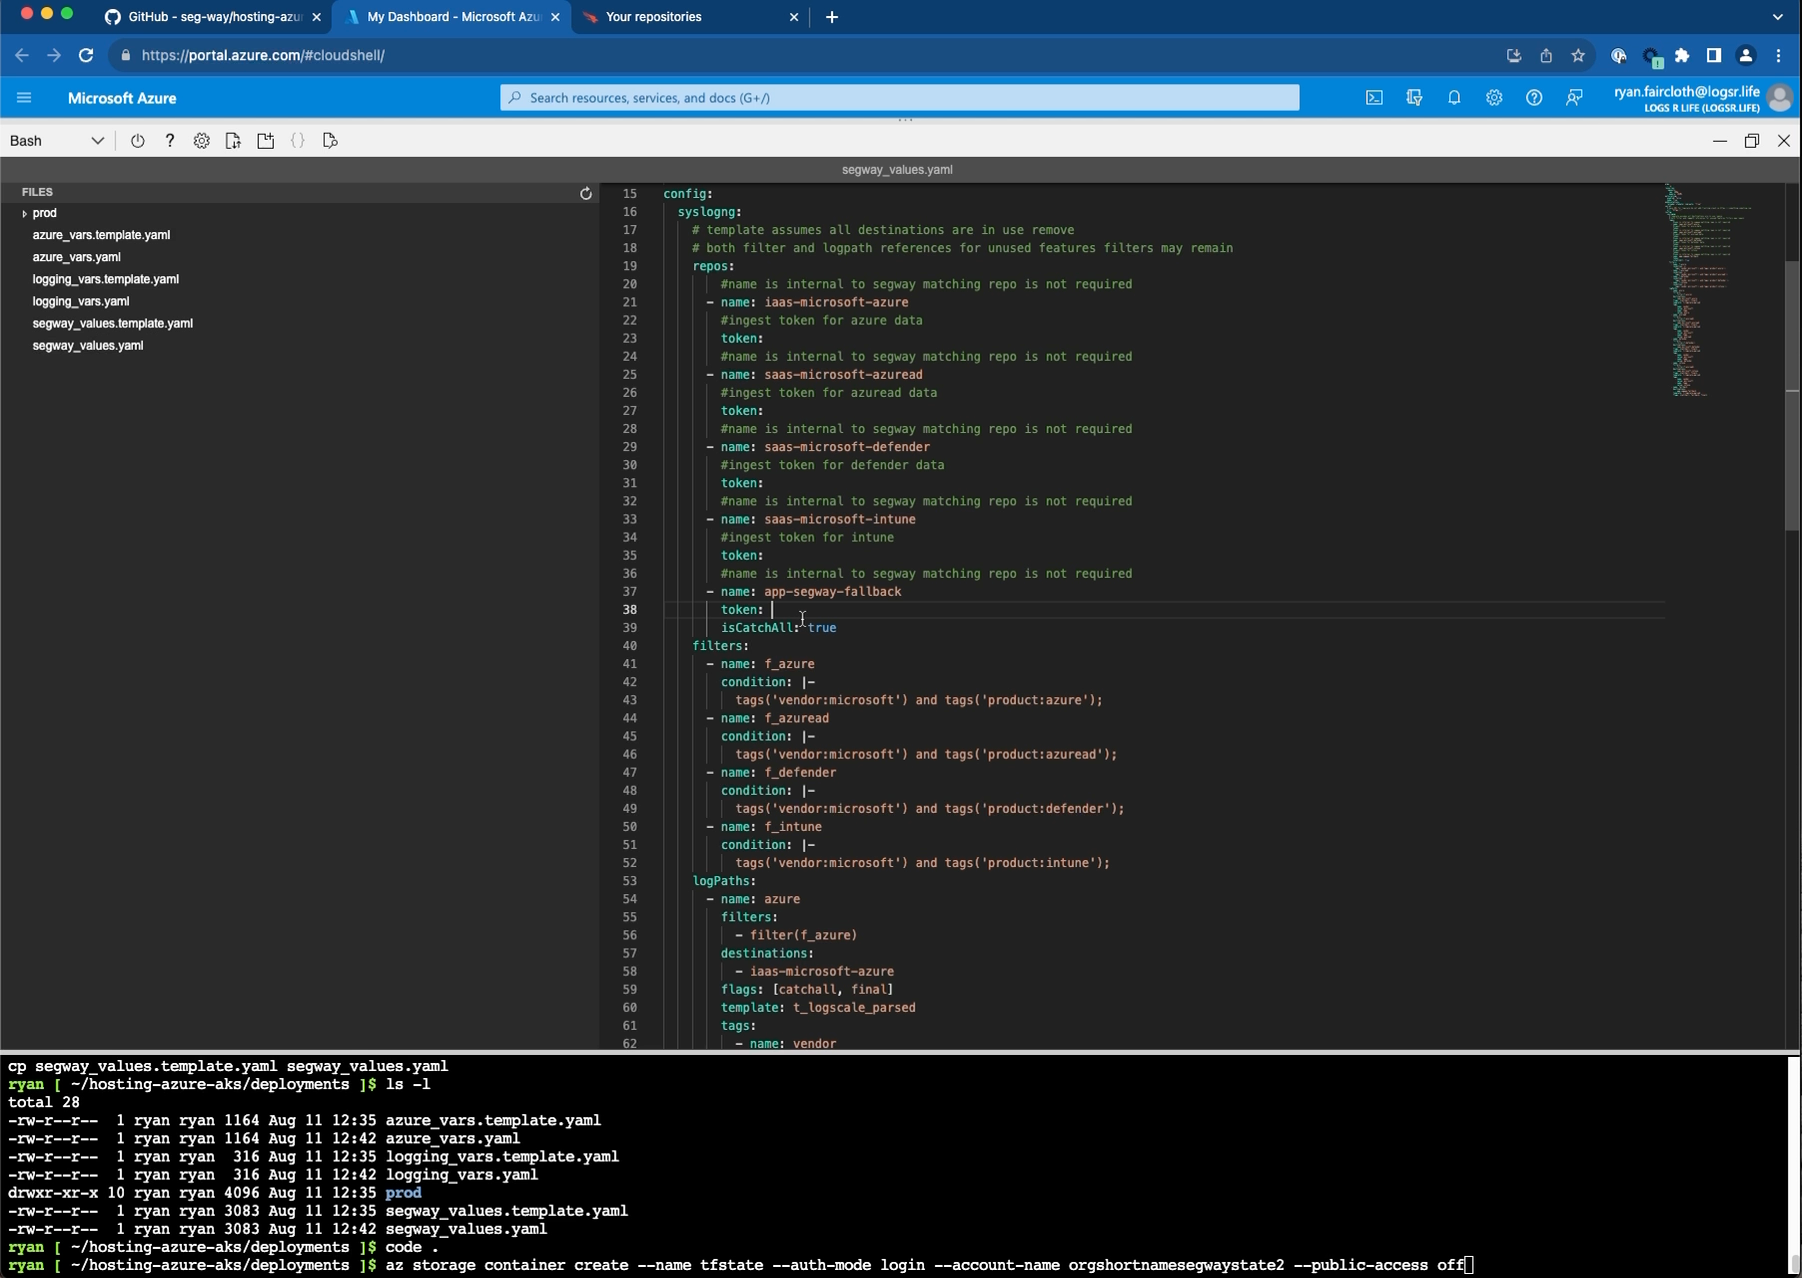 GitHub - seg-way/hosting-azur
My Dashboard - Microsoft Azu
Your repositories
https://portal.azure.com/#cloudshell/
Microsoft Azure
Search resources, services, and docs (G+/)
ryan.faircloth@logsr.life
LOGS R LIFE (LOGSR.LIFE)
Bash
segway_values.yaml
FILES
prod
azure_vars.template.yaml
azure_vars.yaml
logging_vars.template.yaml
logging_vars.yaml
segway_values.template.yaml
segway_values.yaml
15 config:
16 syslogng:
17 # template assumes all destinations are in use remove
18 # both filter and logpath references for unused features filters may remain
19 repos:
20 #name is internal to segway matching repo is not required
21 - name: iaas-microsoft-azure
22 #ingest token for azure data
23 token:
24 #name is internal to segway matching repo is not required
25 - name: saas-microsoft-azuread
26 #ingest token for azuread data
27 token:
28 #name is internal to segway matching repo is not required
29 - name: saas-microsoft-defender
30 #ingest token for defender data
31 token:
32 #name is internal to segway matching repo is not required
33 - name: saas-microsoft-intune
34 #ingest token for intune
35 token:
36 #name is internal to segway matching repo is not required
37 - name: app-segway-fallback
38 token:
39 isCatchAll: true
40 filters:
41 - name: f_azure
42 condition: |-
43 tags('vendor:microsoft') and tags('product:azure');
44 - name: f_azuread
45 condition: |-
46 tags('vendor:microsoft') and tags('product:azuread');
47 - name: f_defender
48 condition: |-
49 tags('vendor:microsoft') and tags('product:defender');
50 - name: f_intune
51 condition: |-
52 tags('vendor:microsoft') and tags('product:intune');
53 logPaths:
54 - name: azure
55 filters:
56 - filter(f_azure)
57 destinations:
58 - iaas-microsoft-azure
59 flags: [catchall, final]
60 template: t_logscale_parsed
61 tags:
62 - name: vendor
cp segway_values.template.yaml segway_values.yaml
ryan [ ~/hosting-azure-aks/deployments ]$ ls -l
total 28
-rw-r--r-- 1 ryan ryan 1164 Aug 11 12:35 azure_vars.template.yaml
-rw-r--r-- 1 ryan ryan 1164 Aug 11 12:42 azure_vars.yaml
-rw-r--r-- 1 ryan ryan 316 Aug 11 12:35 logging_vars.template.yaml
-rw-r--r-- 1 ryan ryan 316 Aug 11 12:42 logging_vars.yaml
drwxr-xr-x 10 ryan ryan 4096 Aug 11 12:35 prod
-rw-r--r-- 1 ryan ryan 3083 Aug 11 12:35 segway_values.template.yaml
-rw-r--r-- 1 ryan ryan 3083 Aug 11 12:42 segway_values.yaml
ryan [ ~/hosting-azure-aks/deployments ]$ code .
ryan [ ~/hosting-azure-aks/deployments ]$ az storage container create --name tfstate --auth-mode login --account-name orgshortnamesegwaystate2 --public-access off